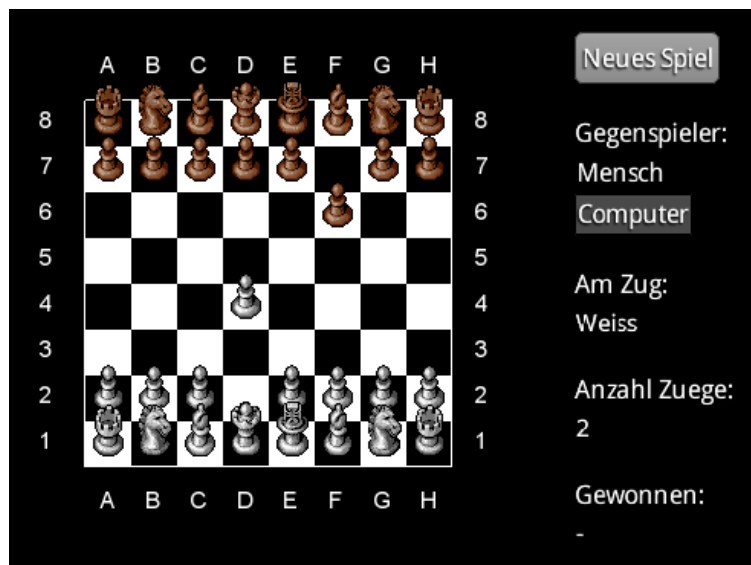 A B C D E F G H
8 8
7 7
6 6
5 5
4 4
3 3
2 2
1 1
A B C D E F G H
Neues Spiel
Gegenspieler:
Mensch
Computer
Am Zug:
Weiss
Anzahl Zuege:
2
Gewonnen:
-